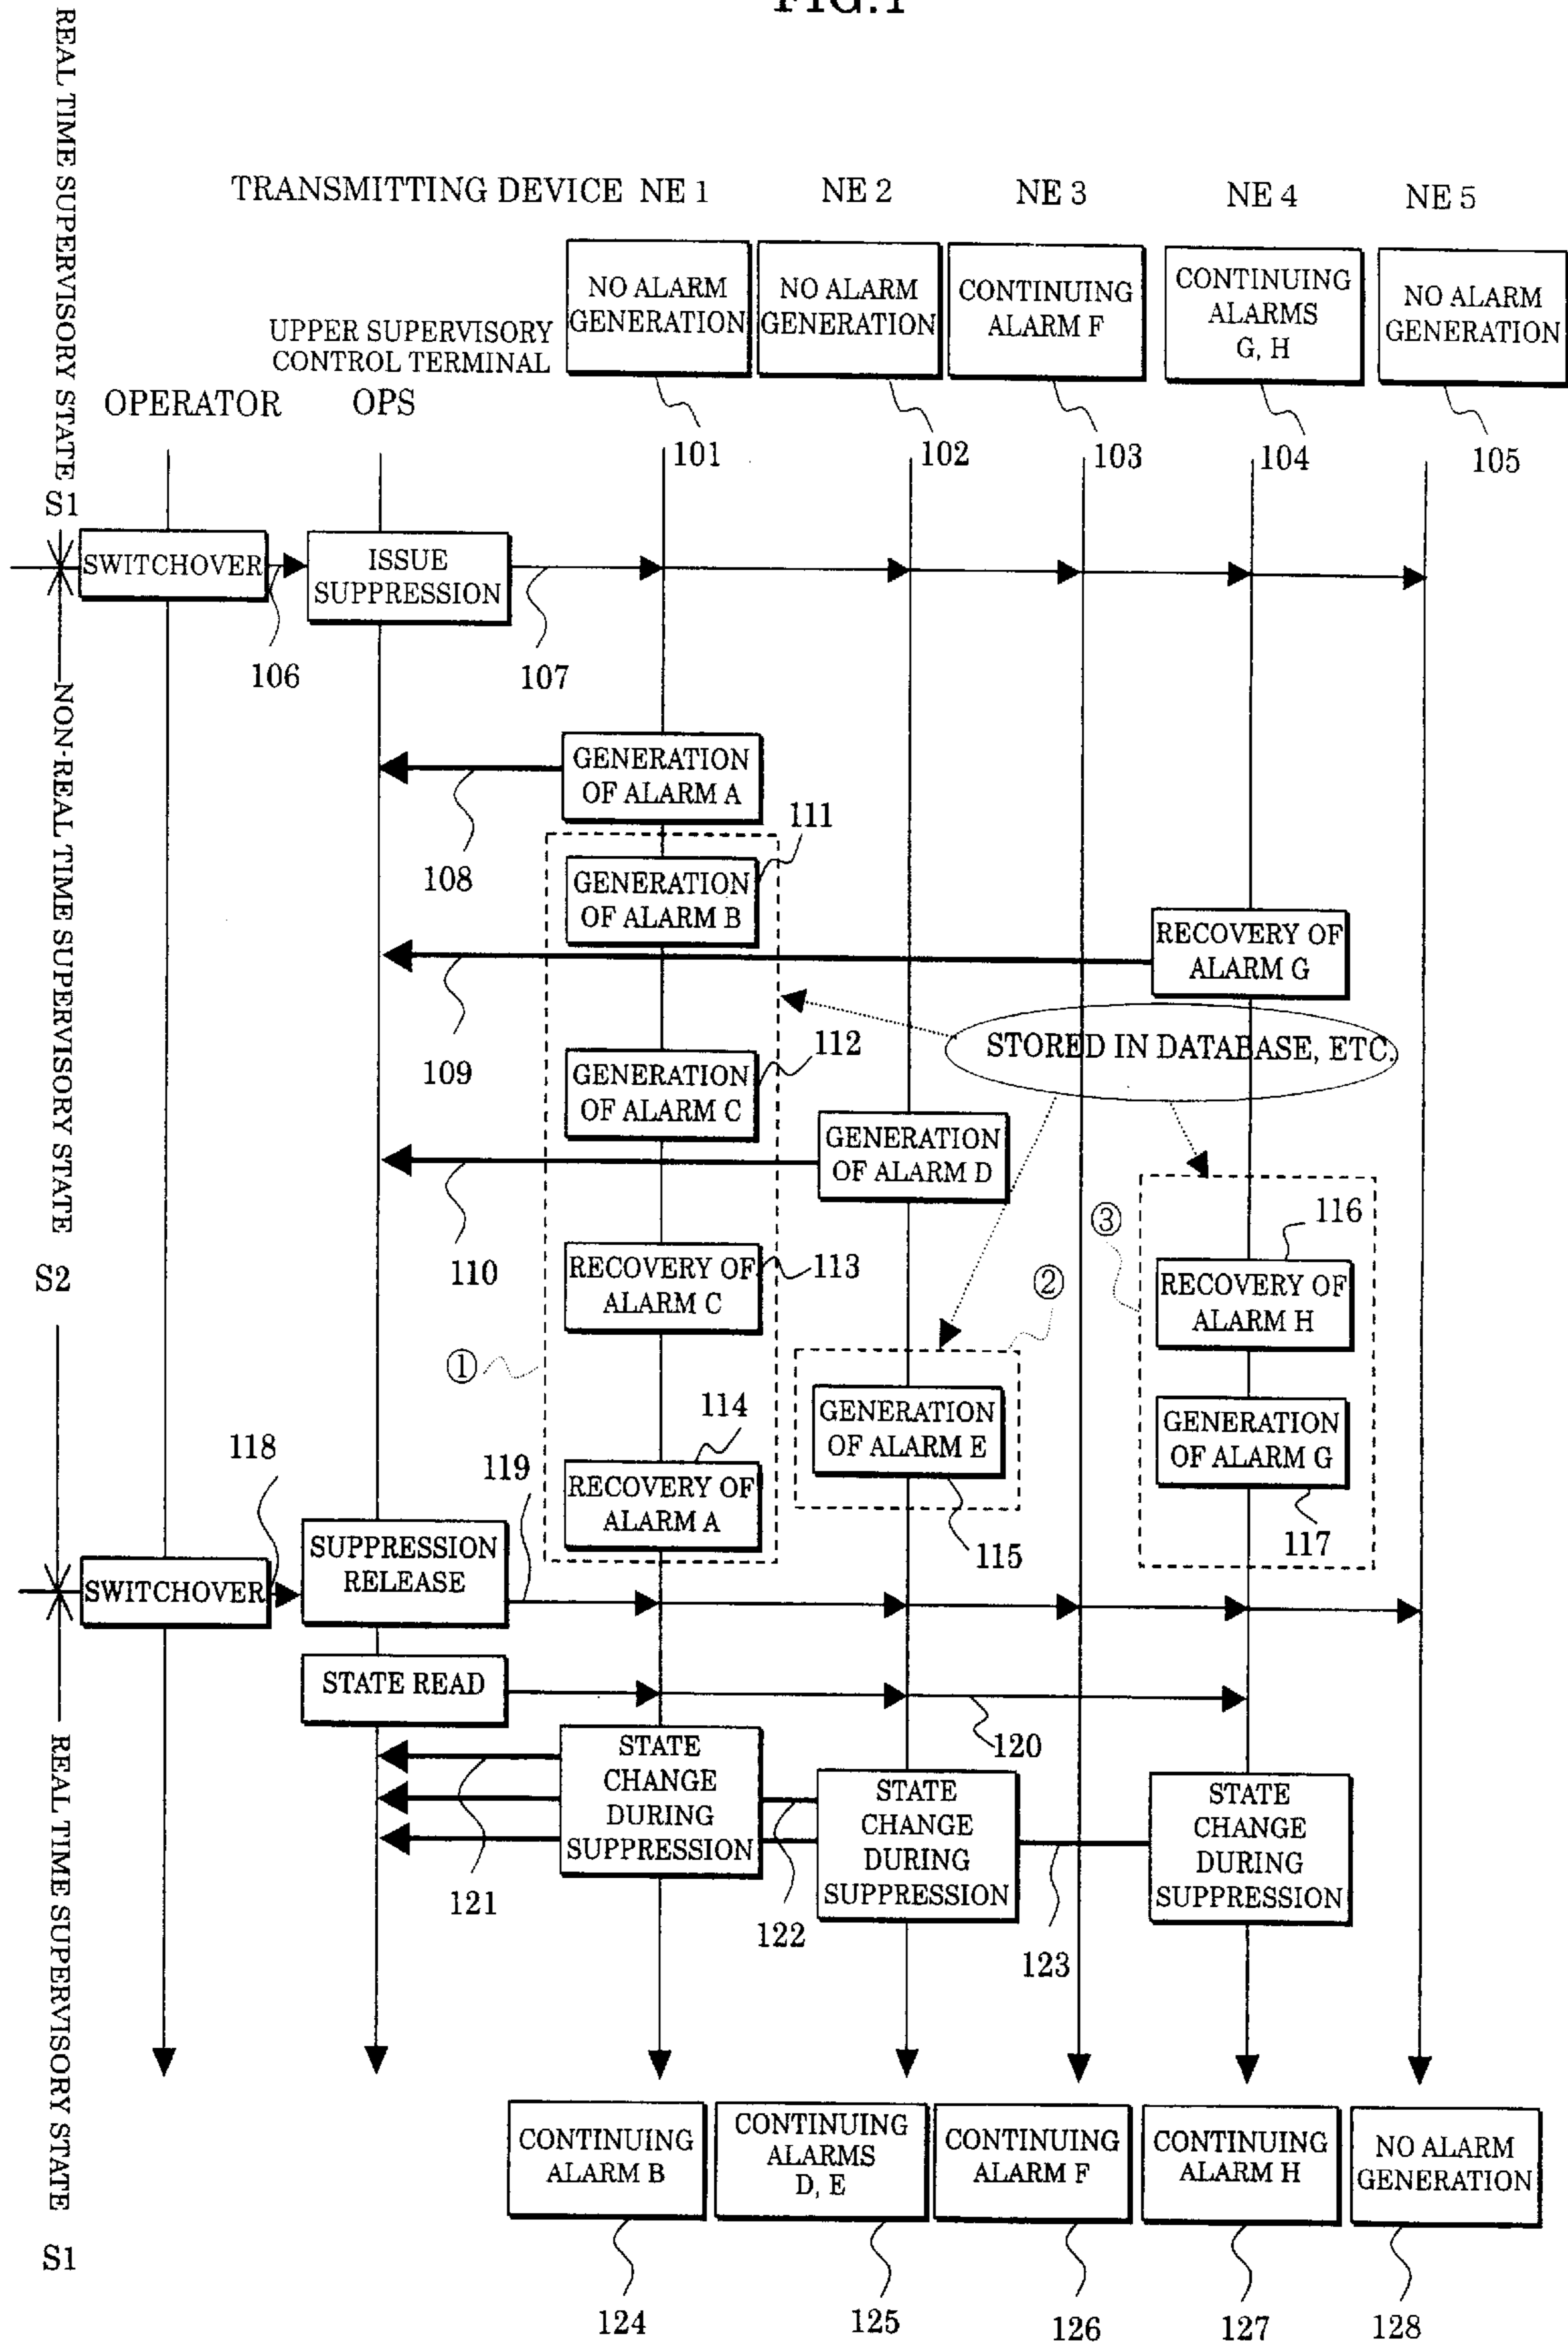 FIG.1
REAL TIME SUPERVISORY STATE
S1
TRANSMITTING DEVICE NE 1
NE 2
NE 3
NE 4
NE 5
NO ALARM
GENERATION
NO ALARM
GENERATION
CONTINUING
ALARM F
CONTINUING
ALARMS
G, H
NO ALARM
GENERATION
UPPER SUPERVISORY
CONTROL TERMINAL
OPERATOR
OPS
101
102
103
104
105
SWITCHOVER
ISSUE
SUPPRESSION
106
107
NON-REAL TIME SUPERVISORY STATE
S2
GENERATION
OF ALARM A
108
111
GENERATION
OF ALARM B
RECOVERY OF
ALARM G
109
112
STORED IN DATABASE, ETC.
GENERATION
OF ALARM C
GENERATION
OF ALARM D
110
113
RECOVERY OF
ALARM C
③
116
RECOVERY OF
ALARM H
②
①
GENERATION
OF ALARM E
115
GENERATION
OF ALARM G
117
114
RECOVERY OF
ALARM A
118
119
SWITCHOVER
SUPPRESSION
RELEASE
STATE READ
120
REAL TIME SUPERVISORY STATE
S1
STATE
CHANGE
DURING
SUPPRESSION
STATE
CHANGE
DURING
SUPPRESSION
STATE
CHANGE
DURING
SUPPRESSION
121
122
123
CONTINUING
ALARM B
CONTINUING
ALARMS
D, E
CONTINUING
ALARM F
CONTINUING
ALARM H
NO ALARM
GENERATION
124
125
126
127
128